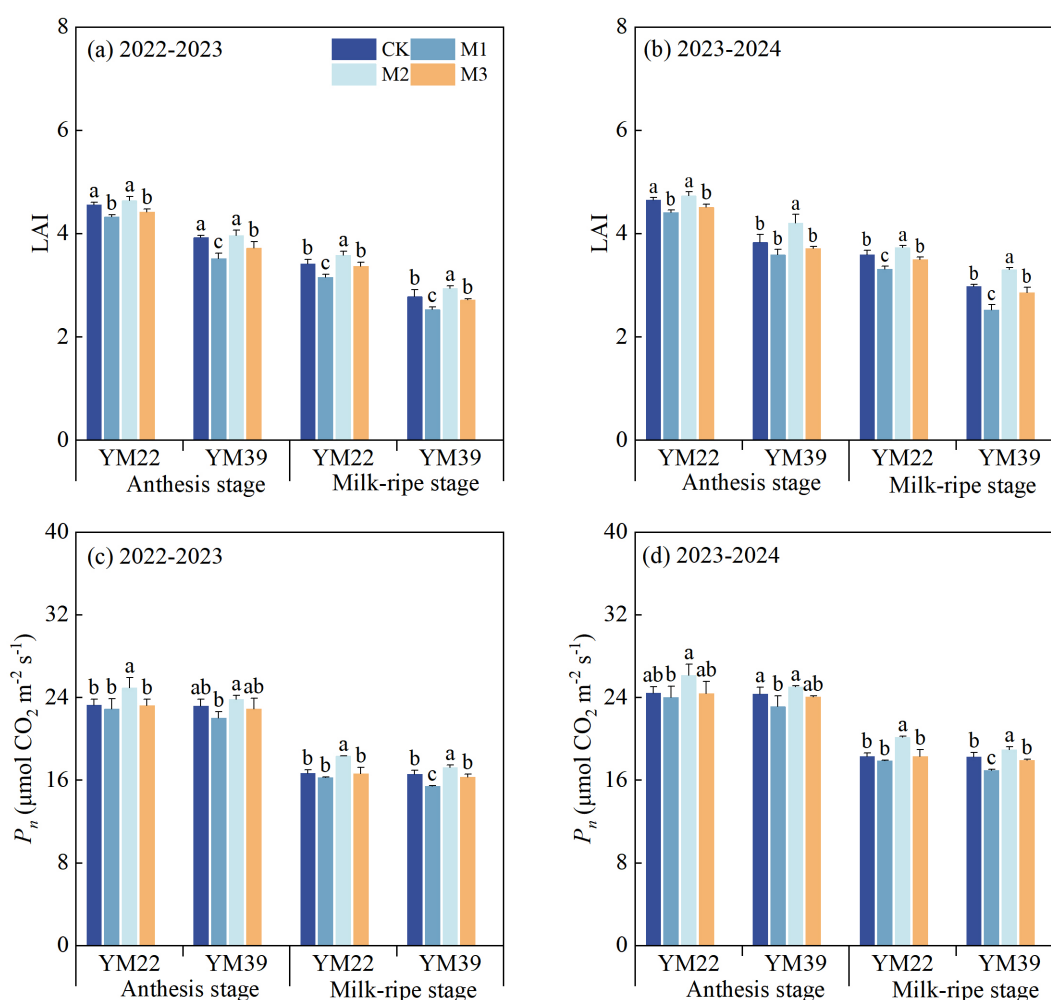 (a) 2022-2023
CK M1
M2 M3
LAI
8
6
4
2
0
a b a b
a c a b
b c a b
b c a b
YM22 YM39 YM22 YM39
Anthesis stage Milk-ripe stage
(b) 2023-2024
LAI
8
6
4
2
0
a b a b
b b a b
b c a b
b c a b
YM22 YM39 YM22 YM39
Anthesis stage Milk-ripe stage
(c) 2022-2023
Pn (μmol CO2 m-2 s-1)
40
32
24
16
8
0
b b a b
ab b a ab
b b a b
b c a b
YM22 YM39 YM22 YM39
Anthesis stage Milk-ripe stage
(d) 2023-2024
Pn (μmol CO2 m-2 s-1)
40
32
24
16
8
0
ab b a ab
a b a ab
b b a b
b c a b
YM22 YM39 YM22 YM39
Anthesis stage Milk-ripe stage